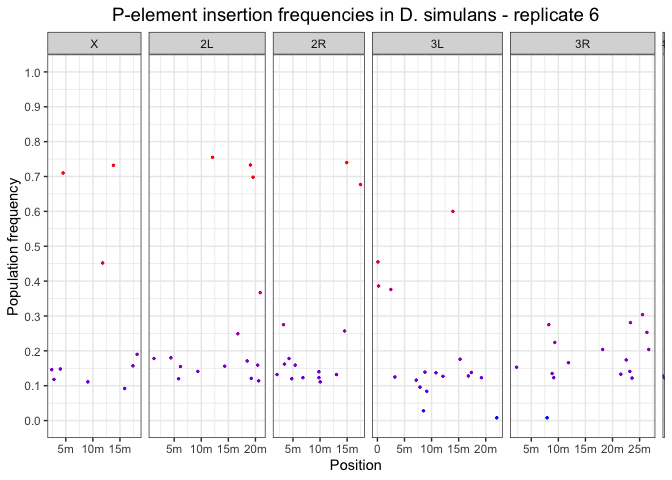 P-element insertion frequencies in D. simulans - replicate 6
X 2L 2R 3L 3R
1.0
0.9
0.8
0.7
0.6
0.5
0.4
0.3
0.2
0.1
0.0
Population frequency
5m 10m 15m 5m 10m 15m 20m 5m 10m 15m 0 5m 10m 15m 20m 5m 10m 15m 20m 25m
Position